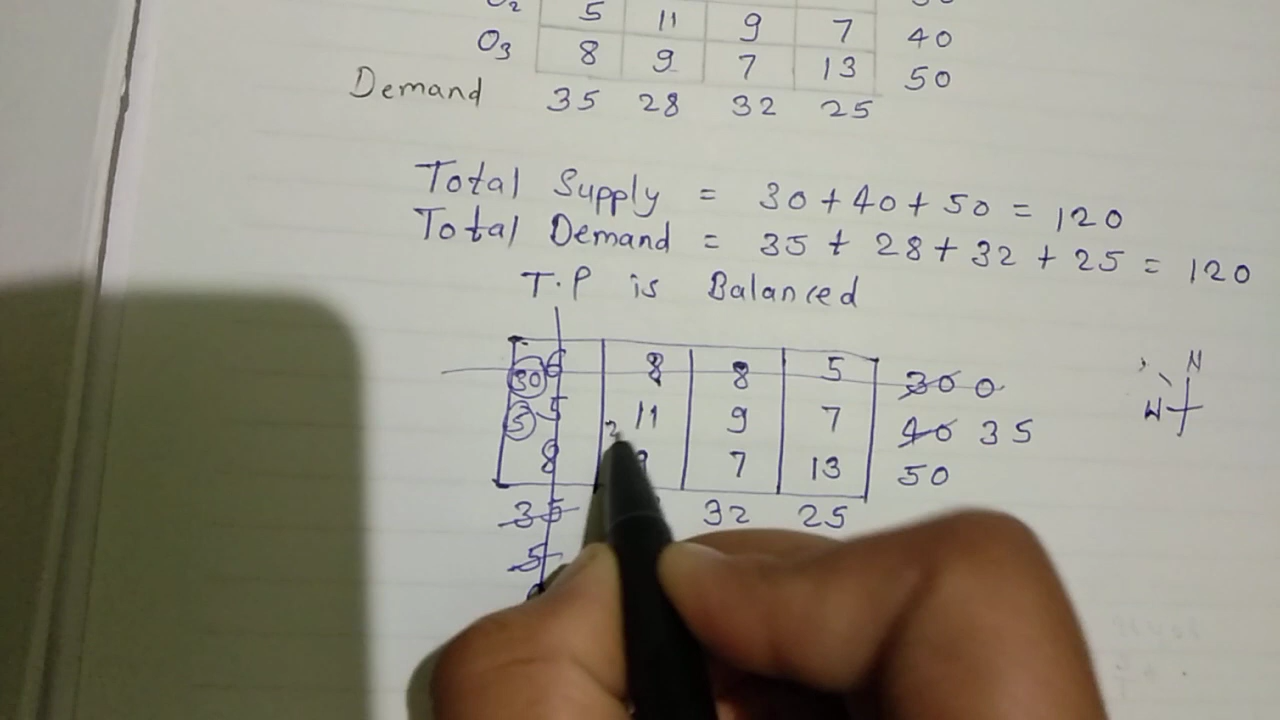 5 11 9 7 40
O3 8 9 7 13 50
Demand 35 28 32 25
Total Supply = 30+40+50 = 120
Total Demand = 35 + 28 + 32 + 25 = 120
T.P is Balanced
N
30 6 8 8 5 30 0
W
5 5 2 11 9 7 40 35
8 7 13 50
35 32 25
5